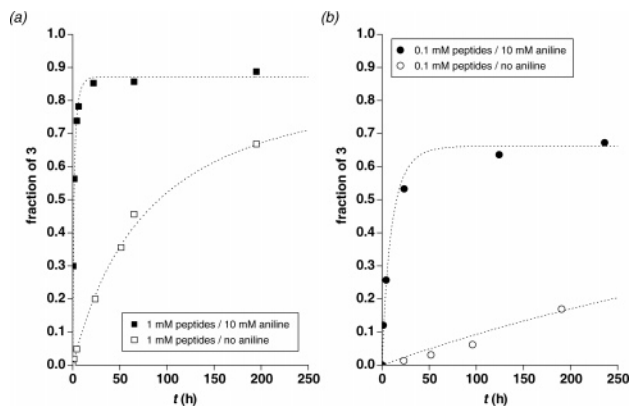 (a)
1.0
0.9
0.8
0.7
0.6
0.5
0.4
0.3
0.2
0.1
0.0
fraction of 3
1 mM peptides / 10 mM aniline
1 mM peptides / no aniline
0 50 100 150 200 250
t (h)
(b)
1.0
0.9
0.8
0.7
0.6
0.5
0.4
0.3
0.2
0.1
0.0
fraction of 3
0.1 mM peptides / 10 mM aniline
0.1 mM peptides / no aniline
0 50 100 150 200 250
t (h)